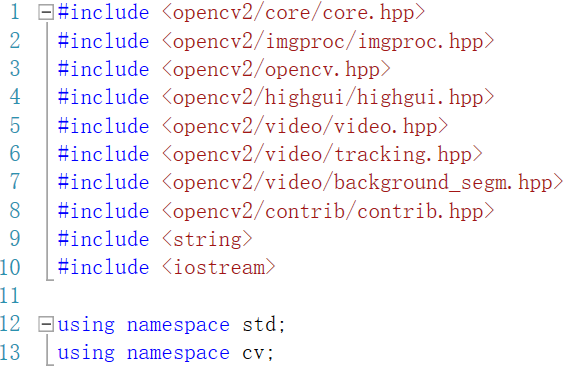 1 #include <opencv2/core/core.hpp>
2 #include <opencv2/imgproc/imgproc.hpp>
3 #include <opencv2/opencv.hpp>
4 #include <opencv2/highgui/highgui.hpp>
5 #include <opencv2/video/video.hpp>
6 #include <opencv2/video/tracking.hpp>
7 #include <opencv2/video/background_segm.hpp>
8 #include <opencv2/contrib/contrib.hpp>
9 #include <string>
10 #include <iostream>
11
12 using namespace std;
13 using namespace cv;